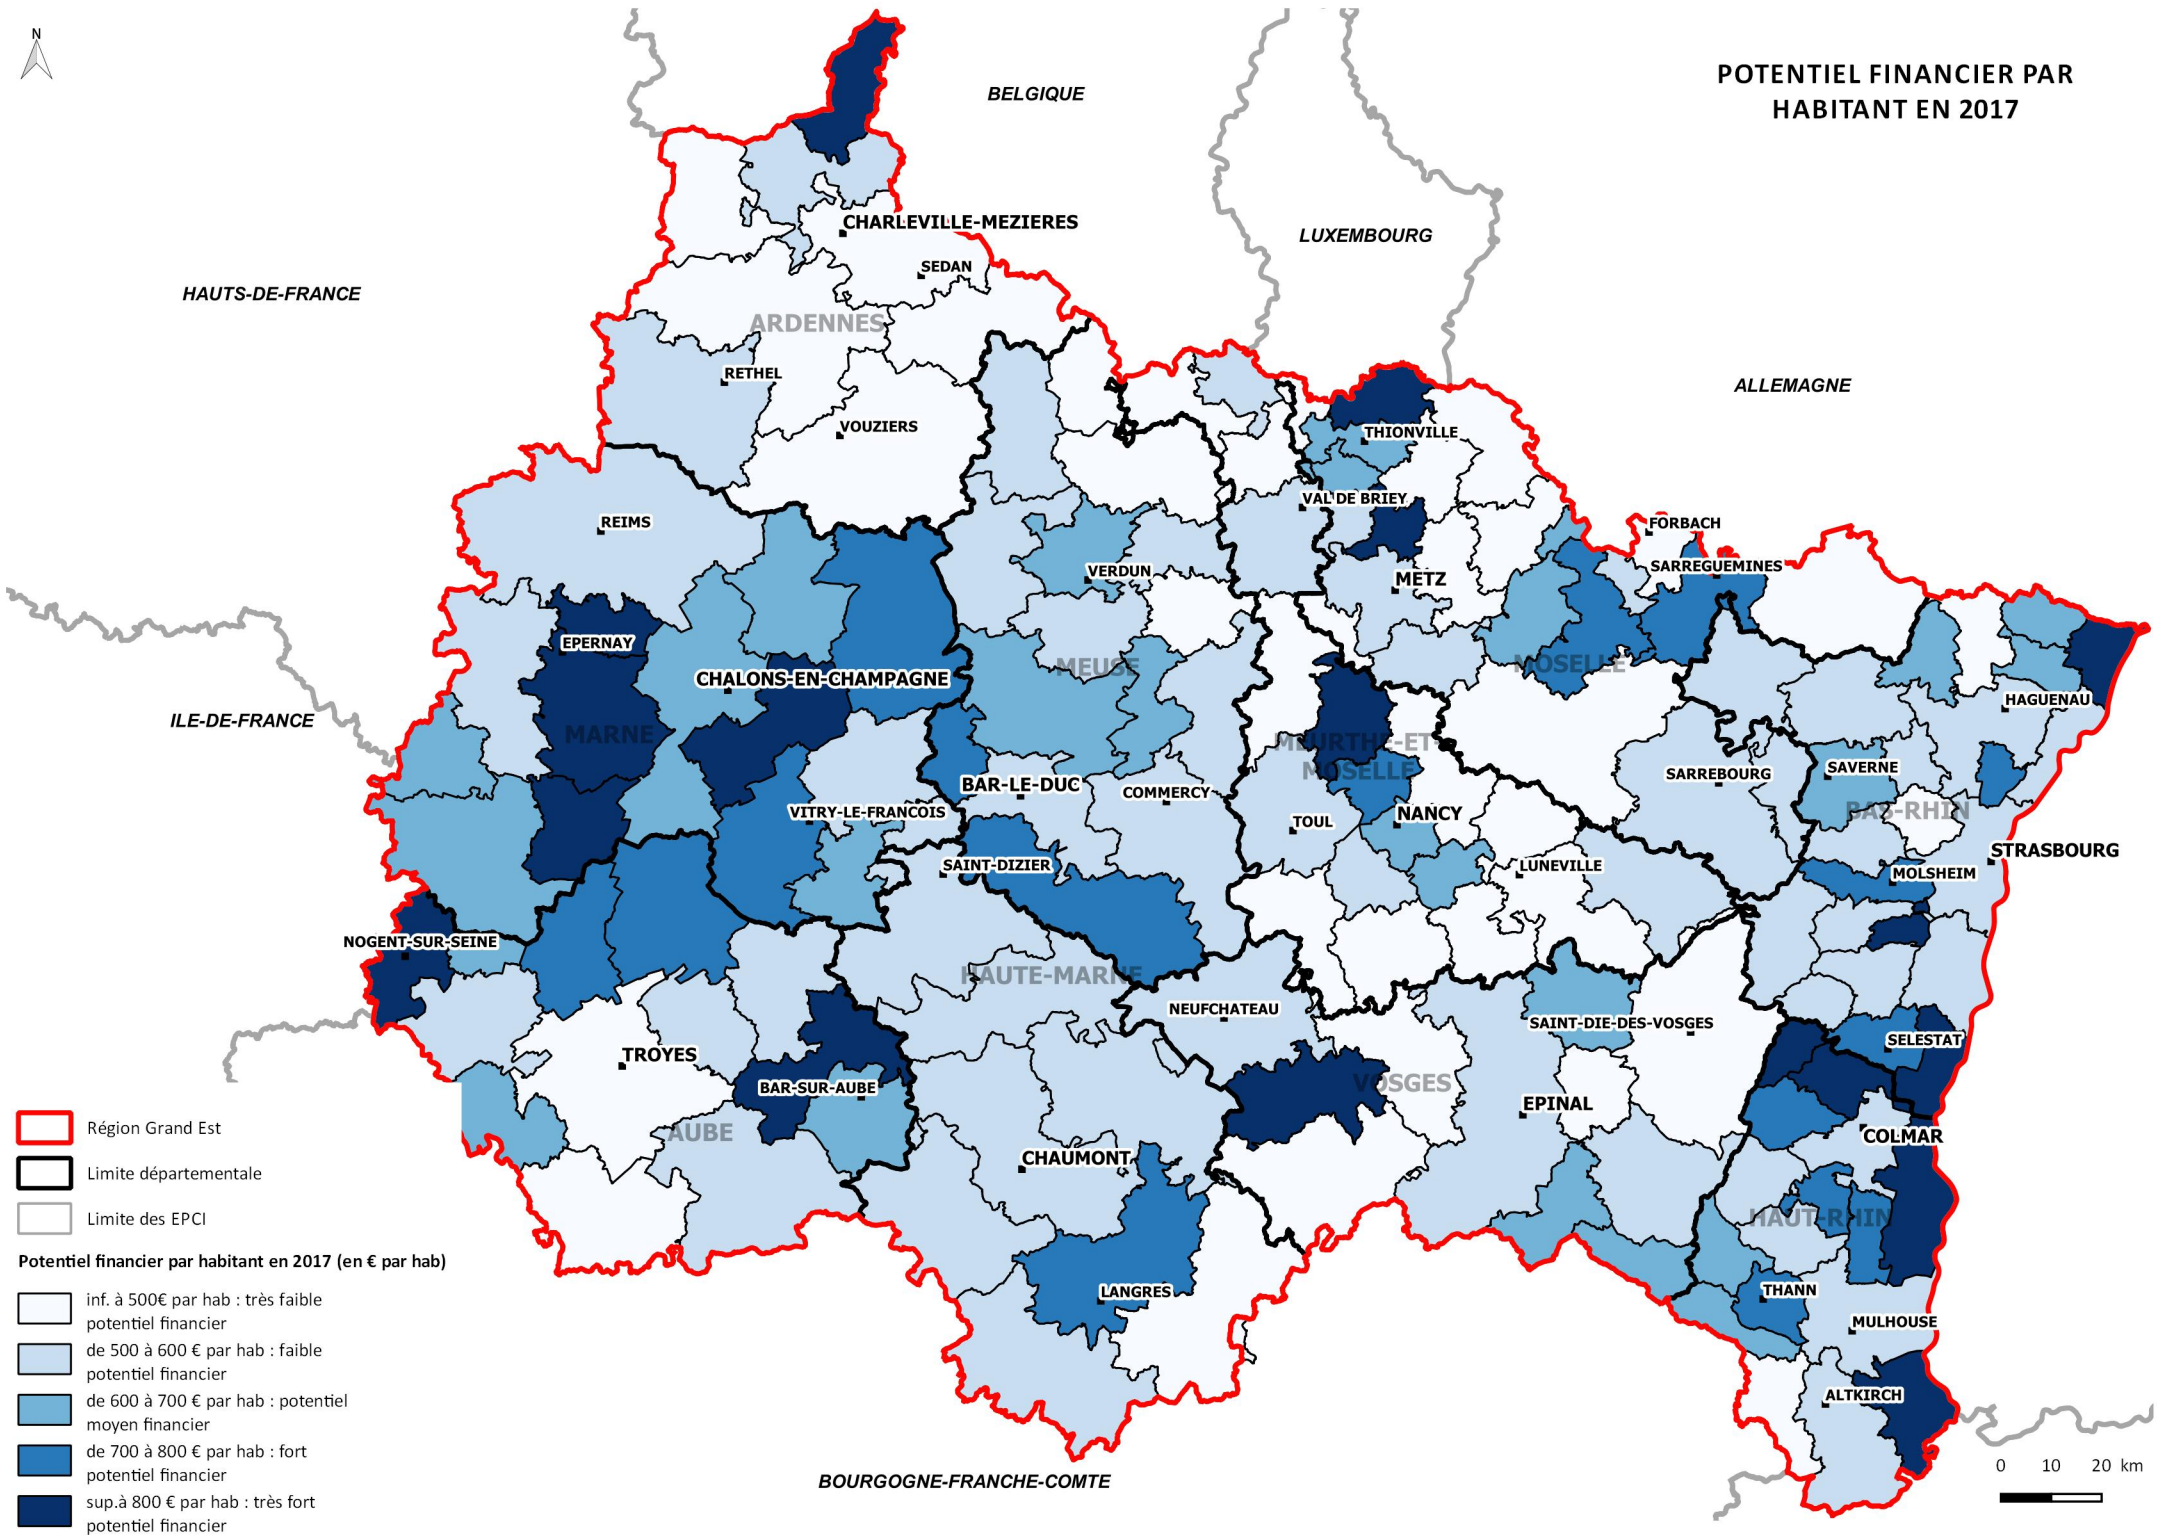 N
BELGIQUE
POTENTIEL FINANCIER PAR
HABITANT EN 2017
CHARLEVILLE-MEZIERES
LUXEMBOURG
SEDAN
HAUTS-DE-FRANCE
ARDENNES
RETHEL
ALLEMAGNE
VOUZIERS
THIONVILLE
VAL DE BRIEY
REIMS
FORBACH
VERDUN
SARREGUEMINES
METZ
EPERNAY
MEUSE
MOSELLE
CHALONS-EN-CHAMPAGNE
HAGUENAU
ILE-DE-FRANCE
MARNE
MEURTHE-ET-
MOSELLE
SARREBOURG
SAVERNE
BAR-LE-DUC
COMMERCY
VITRY-LE-FRANCOIS
BAS-RHIN
TOUL
NANCY
STRASBOURG
SAINT-DIZIER
LUNEVILLE
MOLSHEIM
NOGENT-SUR-SEINE
HAUTE-MARNE
NEUFCHATEAU
SAINT-DIE-DES-VOSGES
SELESTAT
TROYES
BAR-SUR-AUBE
VOSGES
EPINAL
AUBE
COLMAR
CHAUMONT
HAUT-RHIN
LANGRES
THANN
MULHOUSE
ALTKIRCH
BOURGOGNE-FRANCHE-COMTE
0 10 20 km
Région Grand Est
Limite départementale
Limite des EPCI
Potentiel financier par habitant en 2017 (en € par hab)
inf. à 500€ par hab : très faible
potentiel financier
de 500 à 600 € par hab : faible
potentiel financier
de 600 à 700 € par hab : potentiel
moyen financier
de 700 à 800 € par hab : fort
potentiel financier
sup.à 800 € par hab : très fort
potentiel financier